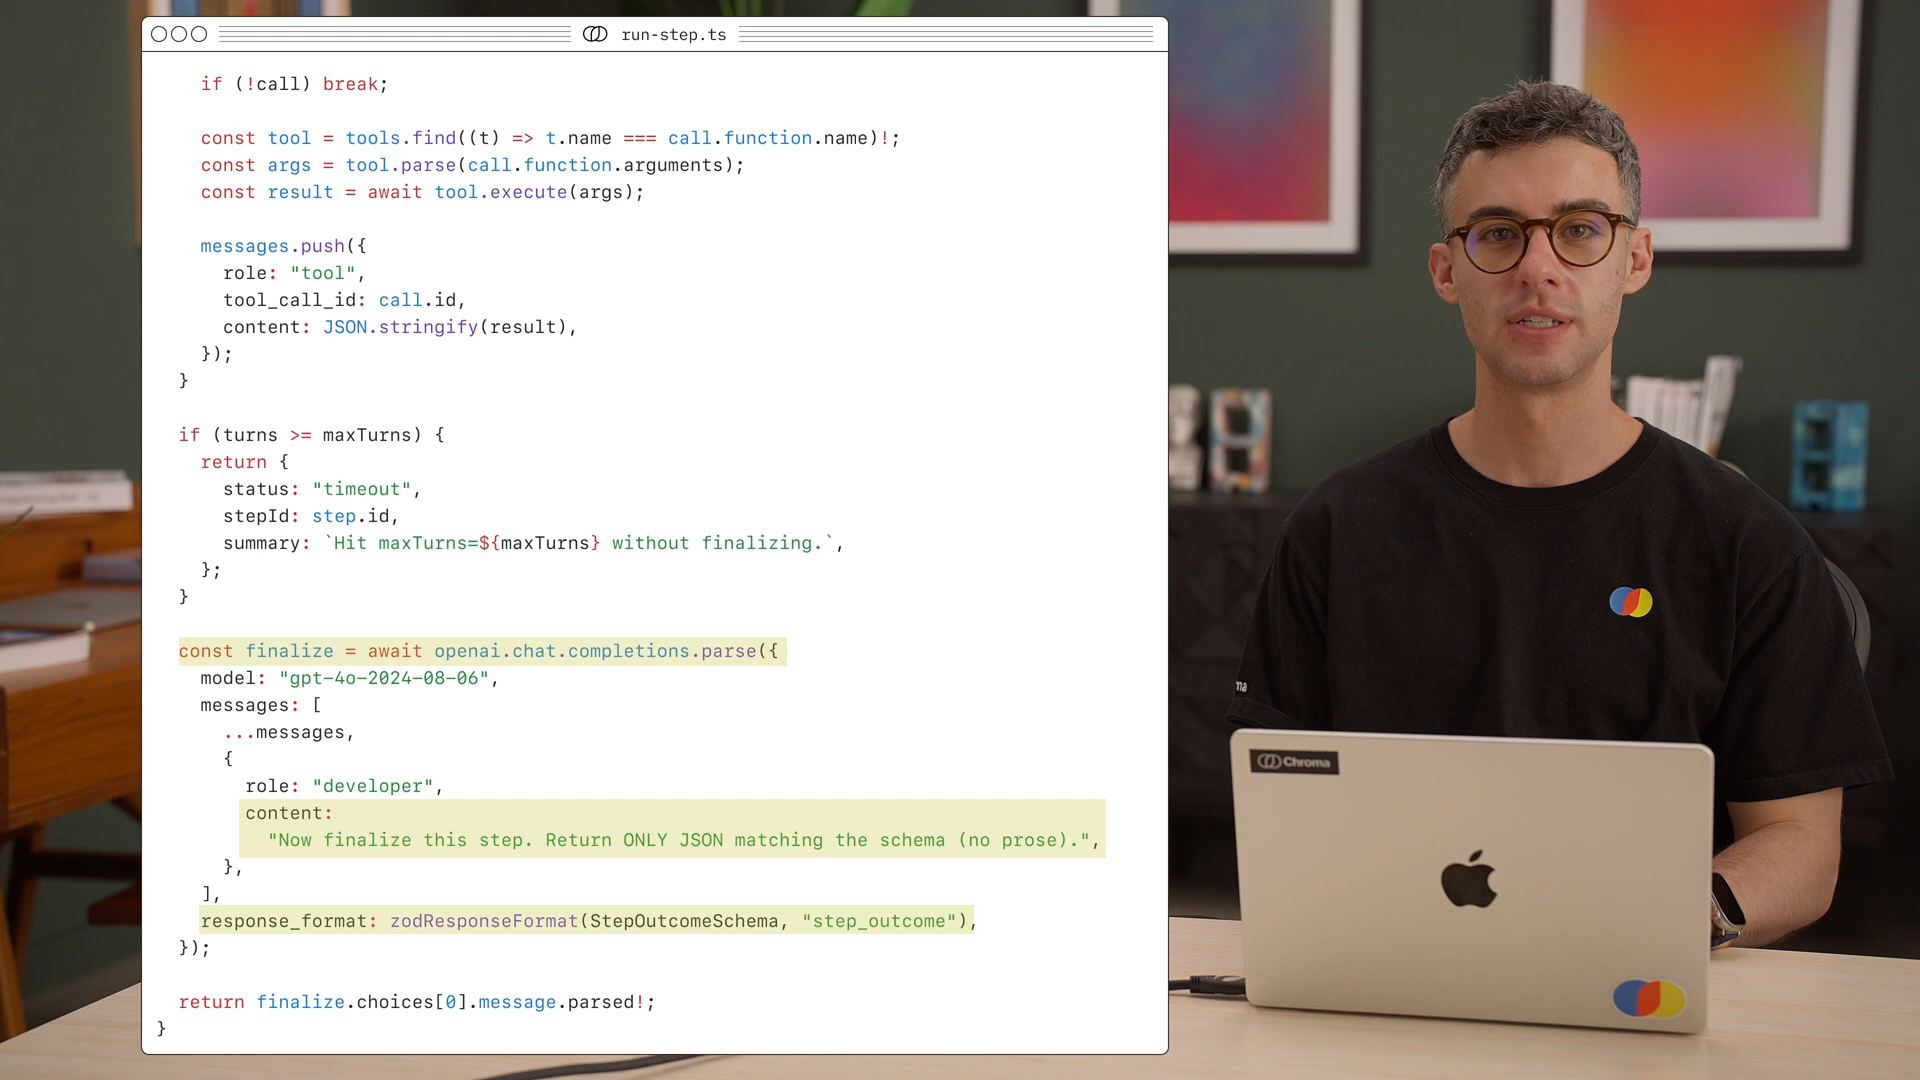 run-step.ts
if (!call) break;
const tool = tools.find((t) => t.name === call.function.name)!;
const args = tool.parse(call.function.arguments);
const result = await tool.execute(args);
messages.push({
role: "tool",
tool_call_id: call.id,
content: JSON.stringify(result),
});
}
if (turns >= maxTurns) {
return {
status: "timeout",
stepId: step.id,
summary: `Hit maxTurns=${maxTurns} without finalizing.`,
};
}
const finalize = await openai.chat.completions.parse({
model: "gpt-4o-2024-08-06",
messages: [
...messages,
{
role: "developer",
content:
"Now finalize this step. Return ONLY JSON matching the schema (no prose).",
},
],
response_format: zodResponseFormat(StepOutcomeSchema, "step_outcome"),
});
return finalize.choices[0].message.parsed!;
}
Chroma